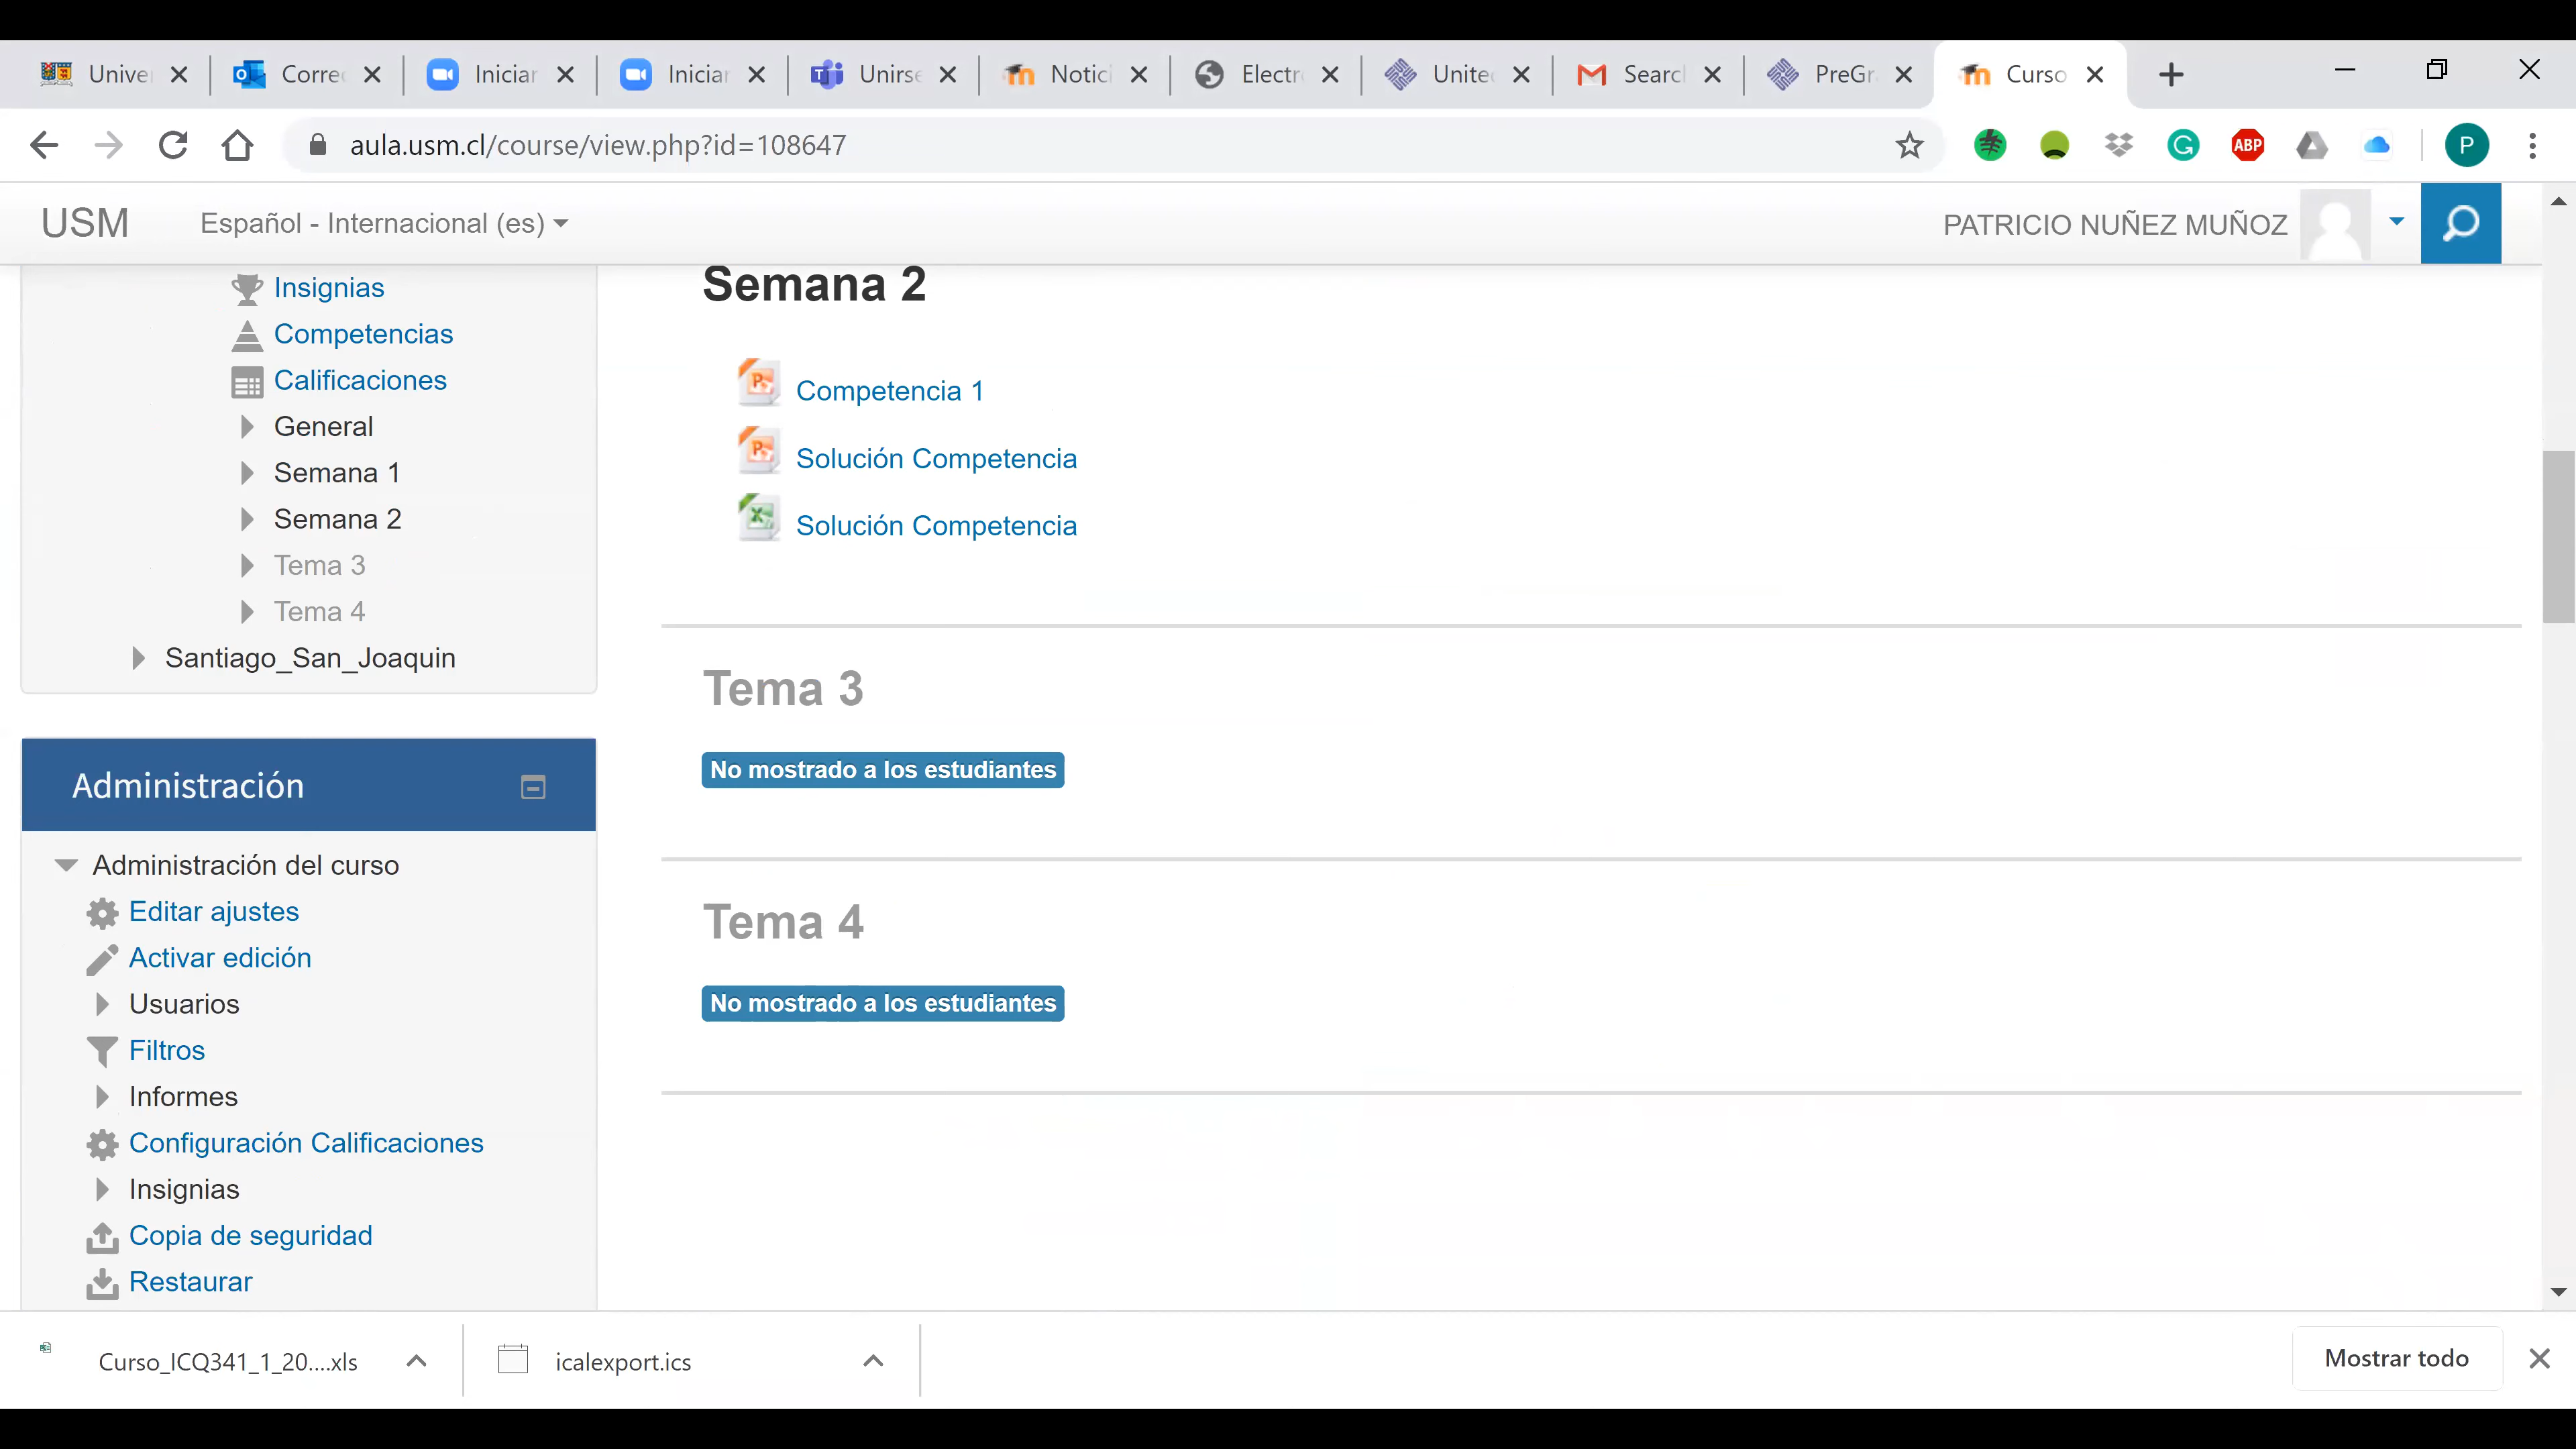 Unive
Corre
Iniciar
Iniciar
Unirse
Notici
Electr
Unite
Searc
PreGr
Curso
aula.usm.cl/course/view.php?id=108647
ABP
P
USM
Español - Internacional (es)
PATRICIO NUÑEZ MUÑOZ
Insignias
Competencias
Calificaciones
General
Semana 1
Semana 2
Tema 3
Tema 4
Santiago_San_Joaquin
Administración
Administración del curso
Editar ajustes
Activar edición
Usuarios
Filtros
Informes
Configuración Calificaciones
Insignias
Copia de seguridad
Restaurar
Semana 2
Competencia 1
Solución Competencia
Solución Competencia
Tema 3
No mostrado a los estudiantes
Tema 4
No mostrado a los estudiantes
Curso_ICQ341_1_20....xls
icalexport.ics
Mostrar todo